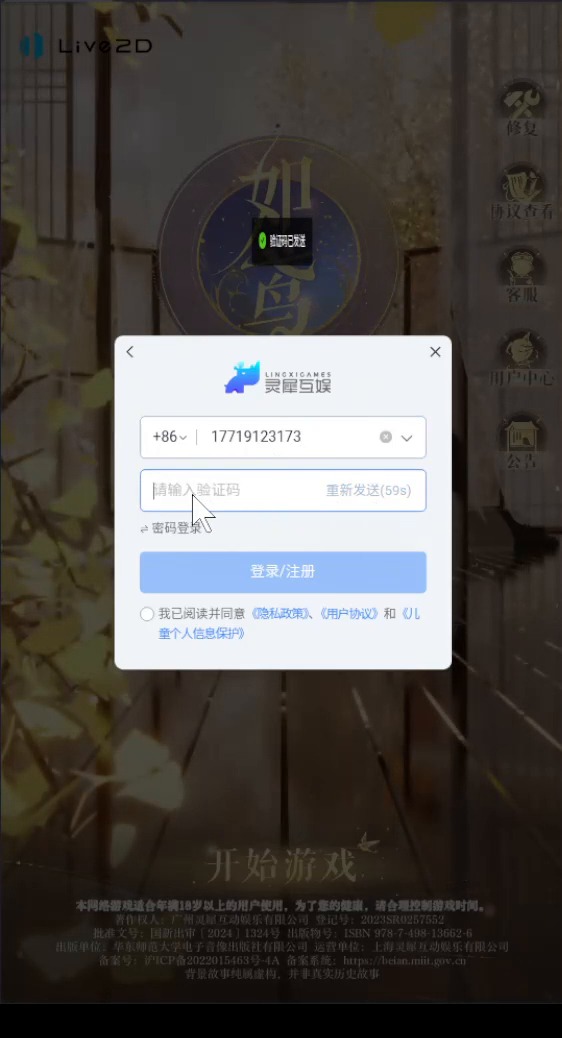 Live2D
修复
协议查看
如鸢
验证码已发送
客服
用户中心
公告
LINGXIGAMES
灵犀互娱
+86 17719123173
请输入验证码 重新发送(59s)
密码登录
登录/注册
我已阅读并同意《隐私政策》、《用户协议》和《儿
童个人信息保护》
开始游戏
本网络游戏适合年满18岁以上的用户使用，为了您的健康，请合理控制游戏时间。
著作权人：广州灵犀互动娱乐有限公司 登记号：2023SR0257552
批准文号：国新出审［2024］1324号 出版物号：ISBN 978-7-498-13662-6
出版单位：华东师范大学电子音像出版社有限公司 运营单位：上海灵犀互动娱乐有限公司
备案号：沪ICP备2022015463号-4A 备案系统：https://beian.miit.gov.cn
背景故事纯属虚构，并非真实历史故事